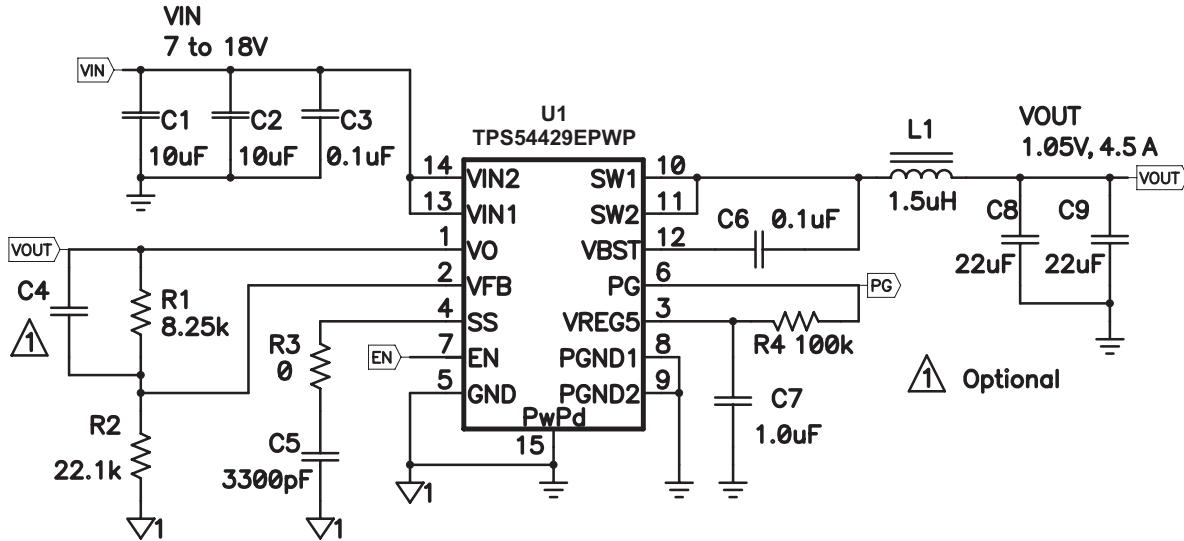 VIN
7 to 18V
VIN
C1
10uF
C2
10uF
C3
0.1uF
U1
TPS54429EPWP
14
VIN2
13
VIN1
1
VO
2
VFB
4
SS
7
EN
5
GND
PwPd
15
SW1
10
SW2
11
VBST
12
PG
6
VREG5
3
PGND1
8
PGND2
9
L1
1.5uH
VOUT
1.05V, 4.5 A
VOUT
C6
0.1uF
C8
22uF
C9
22uF
PG
R4 100k
C7
1.0uF
1 Optional
VOUT
C4
1
R1
8.25k
R2
22.1k
1
R3
0
C5
3300pF
1
EN
1